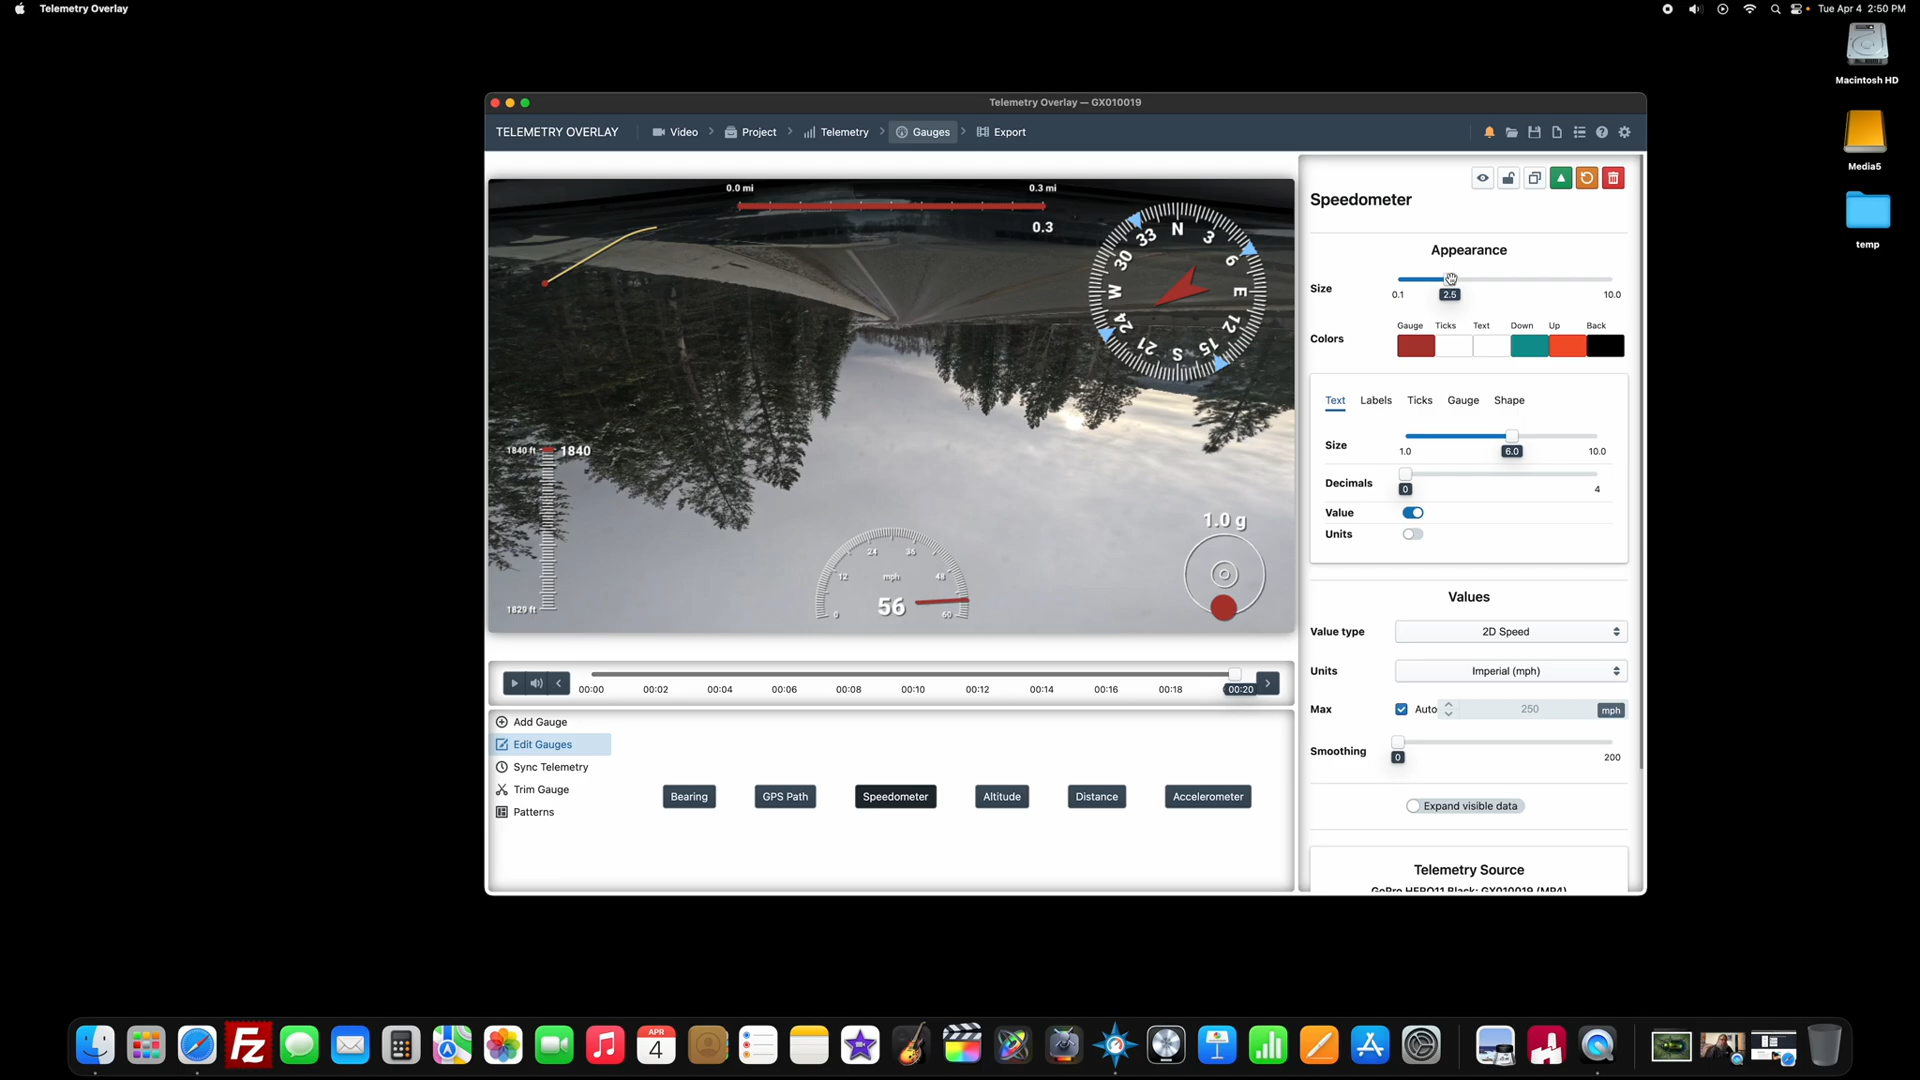 Telemetry Overlay
Tue Apr 4 2:50 PM
Macintosh HD
Media5
temp
Telemetry Overlay — GX010019
TELEMETRY OVERLAY
Video
Project
Telemetry
Gauges
Export
0.0 mi
0.3 mi
0.3
N
3
6
E
12
15
S
21
24
W
30
33
1840 ft
1840
1829 ft
0
12
24
36
48
60
mph
56
1.0 g
00:00
00:02
00:04
00:06
00:08
00:10
00:12
00:14
00:16
00:18
00:20
Add Gauge
Edit Gauges
Sync Telemetry
Trim Gauge
Patterns
Bearing
GPS Path
Speedometer
Altitude
Distance
Accelerometer
Speedometer
Appearance
Size
0.1
2.5
10.0
Gauge Ticks Text Down Up Back
Colors
Text Labels Ticks Gauge Shape
Size
1.0
6.0
10.0
Decimals
0
4
Value
Units
Values
Value type
2D Speed
Units
Imperial (mph)
Max
Auto
250
mph
Smoothing
0
200
Expand visible data
Telemetry Source
GoPro HERO11 Black: GX010019 (MP4)
APR
4
FZ